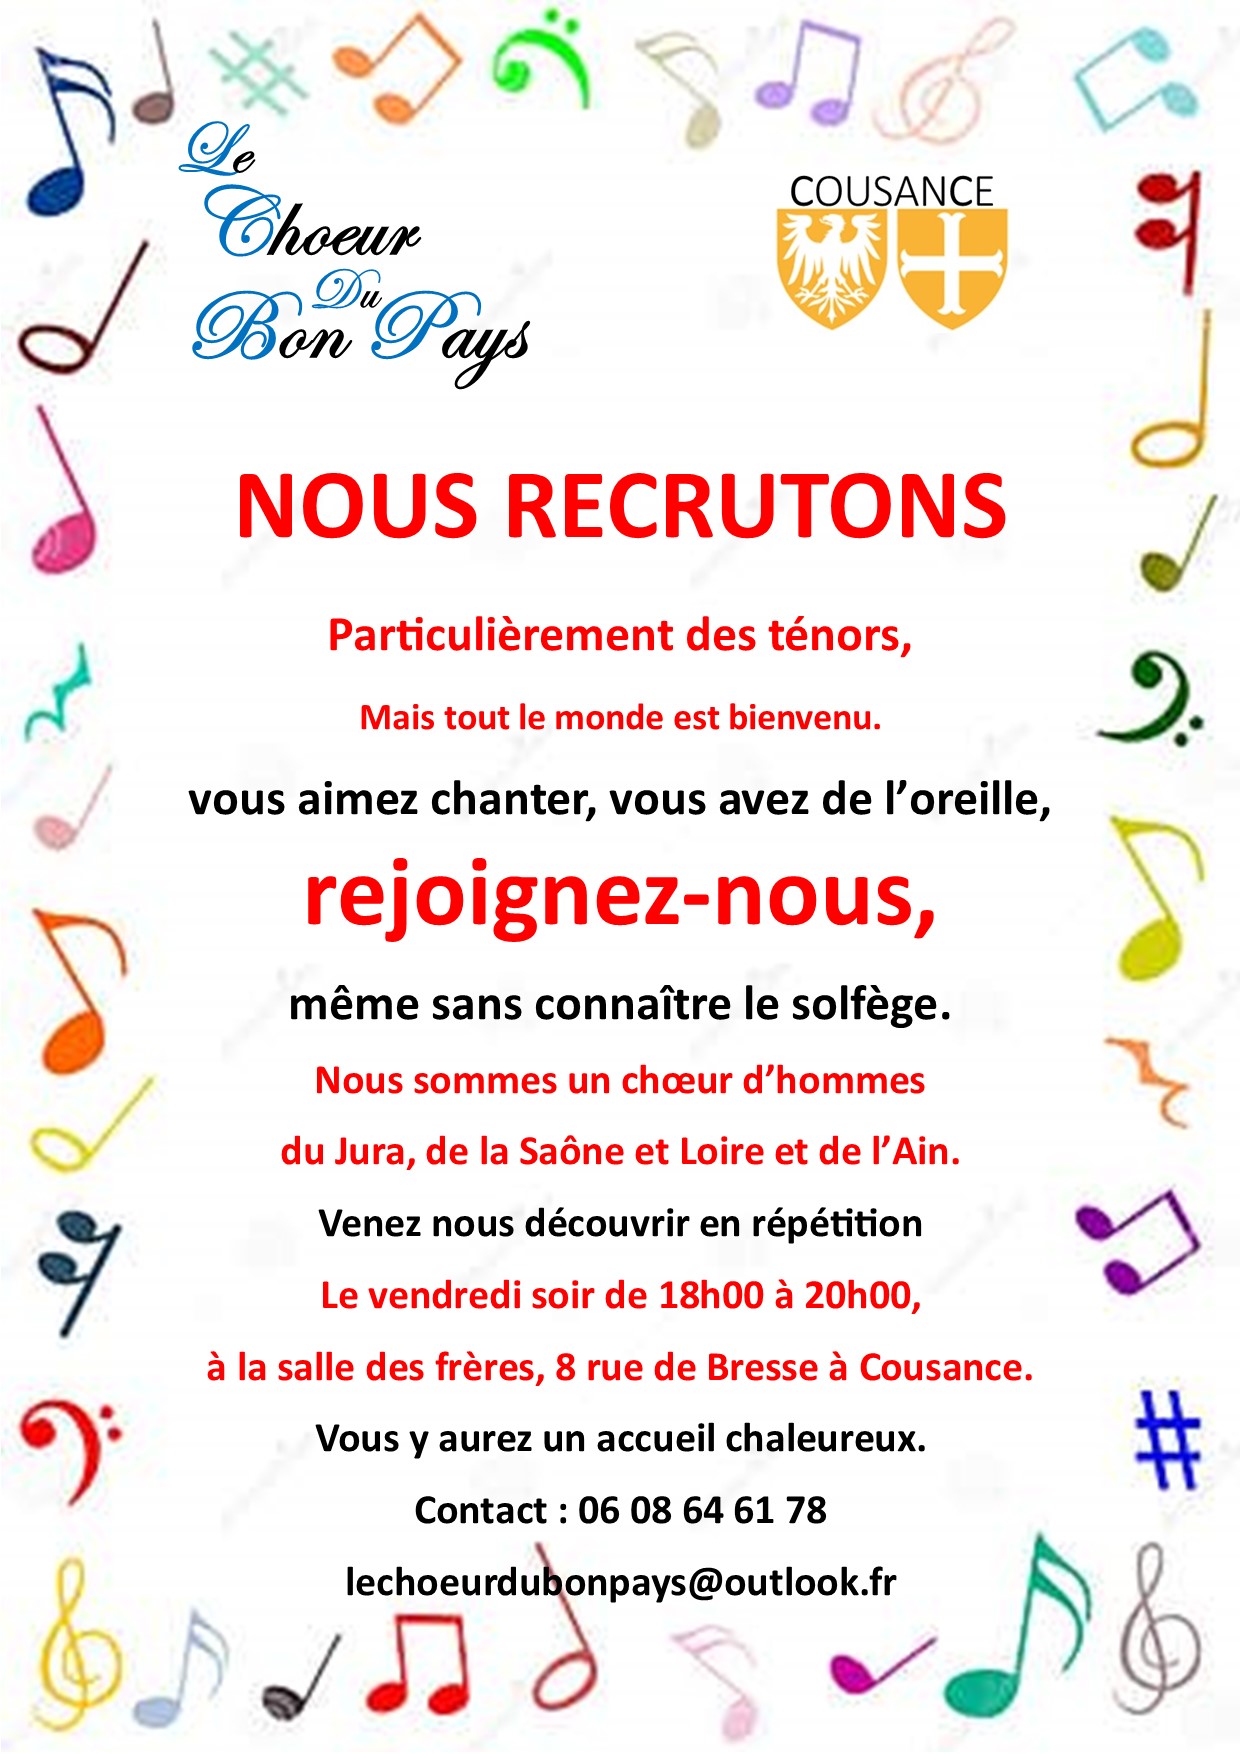 Le
Choeur
Du
Bon Pays
COUSANCE
NOUS RECRUTONS
Particulièrement des ténors,
Mais tout le monde est bienvenu.
vous aimez chanter, vous avez de l’oreille,
rejoignez-nous,
même sans connaître le solfège.
Nous sommes un chœur d’hommes
du Jura, de la Saône et Loire et de l’Ain.
Venez nous découvrir en répétition
Le vendredi soir de 18h00 à 20h00,
à la salle des frères, 8 rue de Bresse à Cousance.
Vous y aurez un accueil chaleureux.
Contact : 06 08 64 61 78
lechoeurdubonpays@outlook.fr